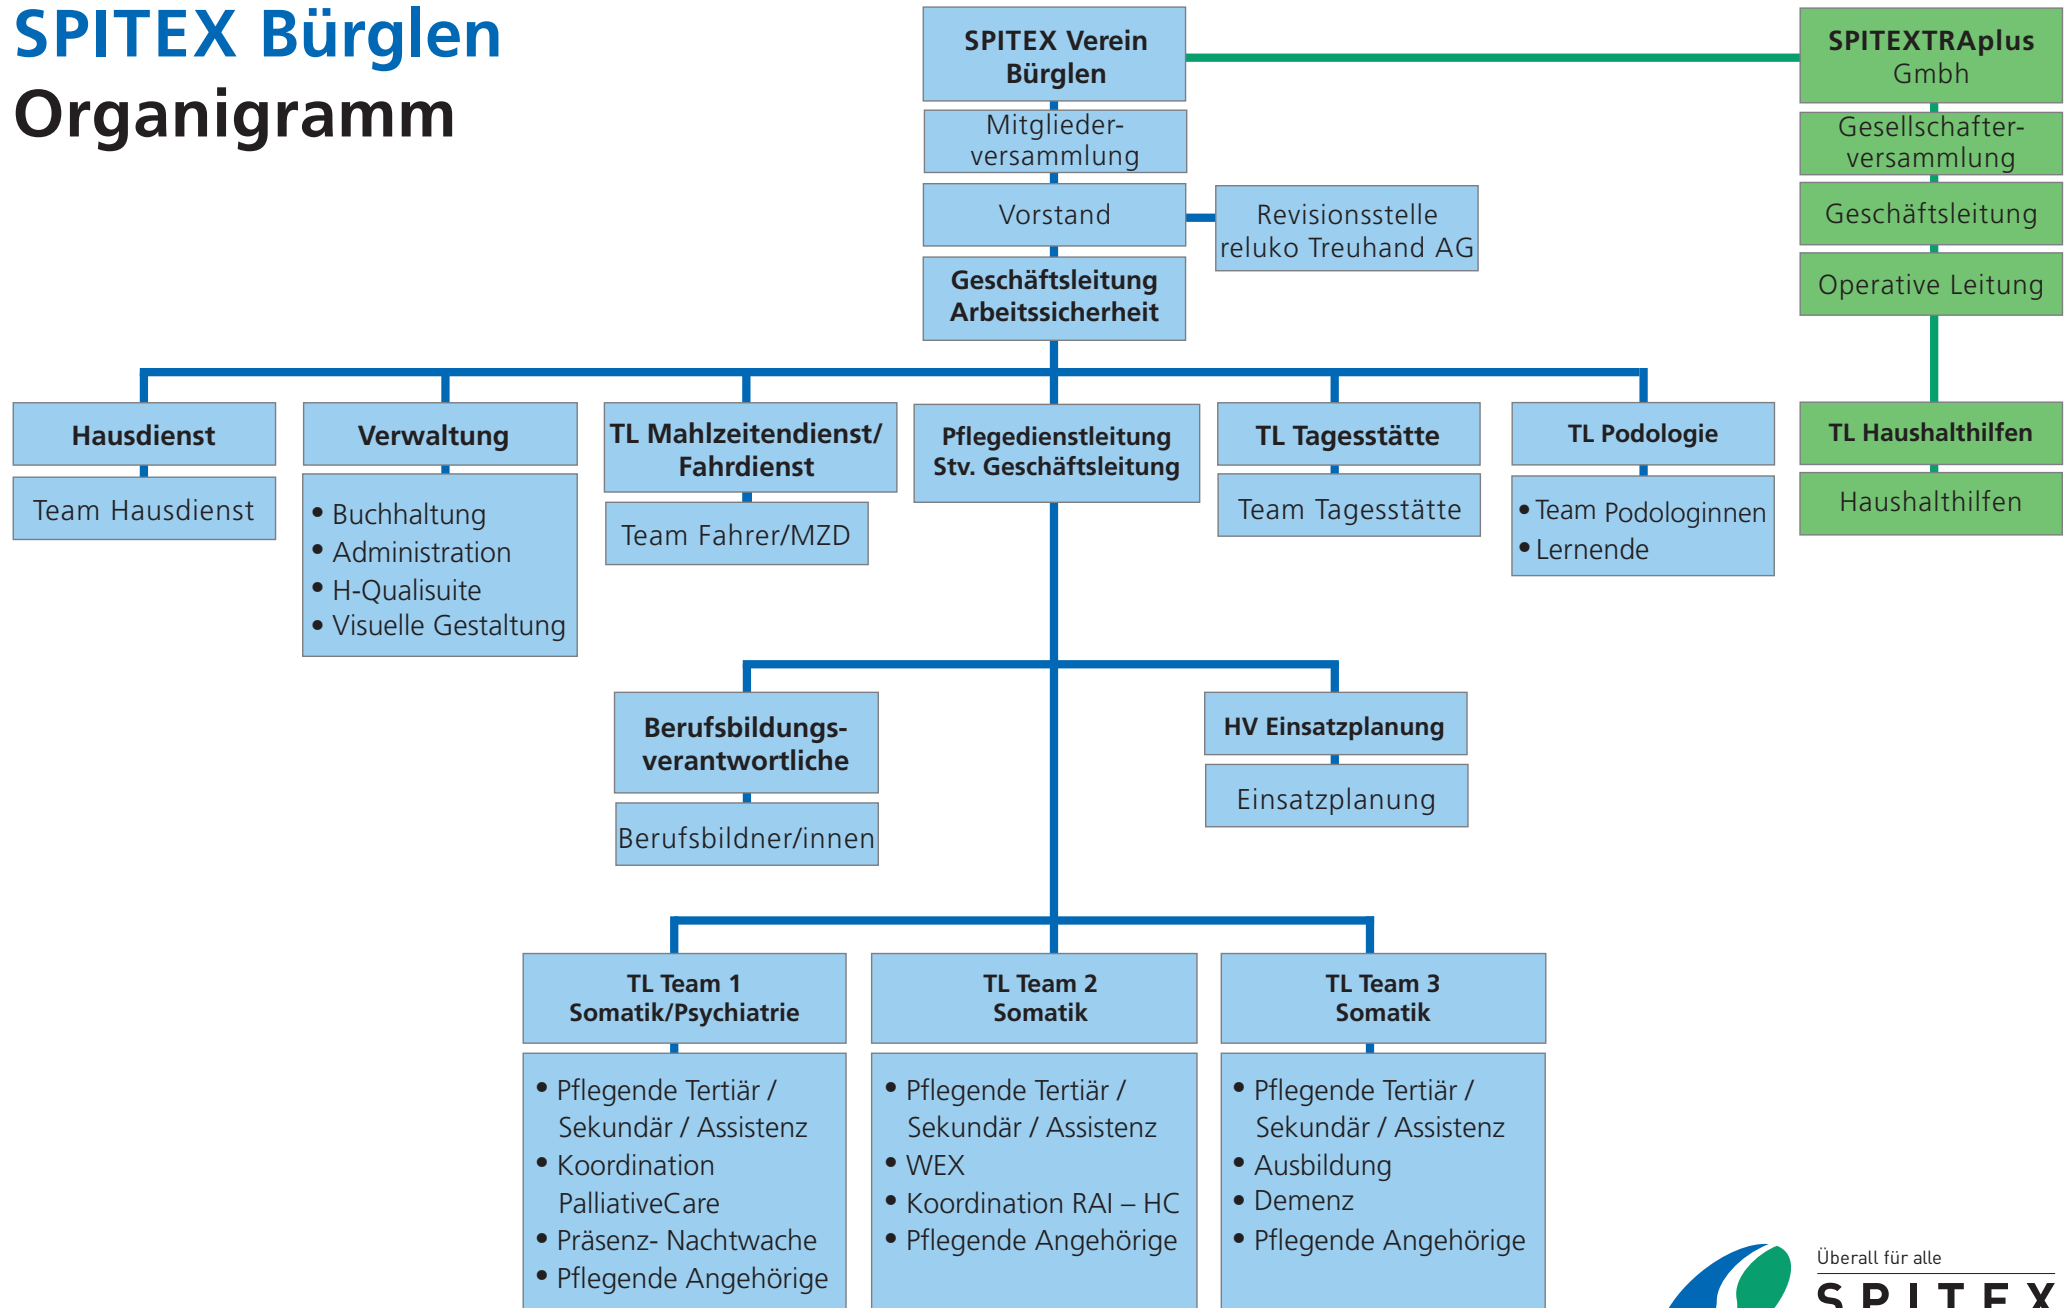 SPITEX Bürglen
Organigramm
SPITEX Verein
Bürglen
Mitglieder-
versammlung
Vorstand
Revisionsstelle
reluko Treuhand AG
Geschäftsleitung
Arbeitssicherheit
SPITEXTRAplus
Gmbh
Gesellschafter-
versammlung
Geschäftsleitung
Operative Leitung
Hausdienst
Team Hausdienst
Verwaltung
• Buchhaltung
• Administration
• H-Qualisuite
• Visuelle Gestaltung
TL Mahlzeitendienst/
Fahrdienst
Team Fahrer/MZD
Pflegedienstleitung
Stv. Geschäftsleitung
TL Tagesstätte
Team Tagesstätte
TL Podologie
• Team Podologinnen
• Lernende
TL Haushalthilfen
Haushalthilfen
Berufsbildungs-
verantwortliche
Berufsbildner/innen
HV Einsatzplanung
Einsatzplanung
TL Team 1
Somatik/Psychiatrie
• Pflegende Tertiär /
Sekundär / Assistenz
• Koordination
PalliativeCare
• Präsenz- Nachtwache
• Pflegende Angehörige
TL Team 2
Somatik
• Pflegende Tertiär /
Sekundär / Assistenz
• WEX
• Koordination RAI – HC
• Pflegende Angehörige
TL Team 3
Somatik
• Pflegende Tertiär /
Sekundär / Assistenz
• Ausbildung
• Demenz
• Pflegende Angehörige
Überall für alle
SPITEX